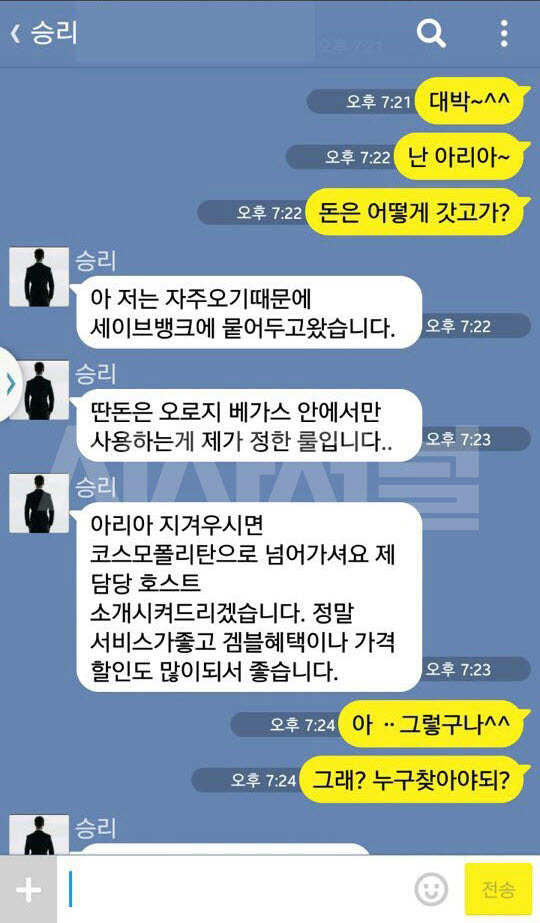 승리
오후 7:21
오후 7:21 대박~^^
오후 7:22 난 아리아~
오후 7:22 돈은 어떻게 갓고가?
승리
아 저는 자주오기때문에
세이브뱅크에 뭍어두고왔습니다. 오후 7:22
승리
딴돈은 오로지 베가스 안에서만
사용하는게 제가 정한 룰입니다.. 오후 7:23
시사저널
승리
아리아 지겨우시면
코스모폴리탄으로 넘어가셔요 제
담당 호스트
소개시켜드리겠습니다. 정말
서비스가좋고 겜블혜택이나 가격
할인도 많이되서 좋습니다. 오후 7:23
오후 7:24 아 ··그렇구나^^
오후 7:24 그래? 누구찾아야되?
승리
전송